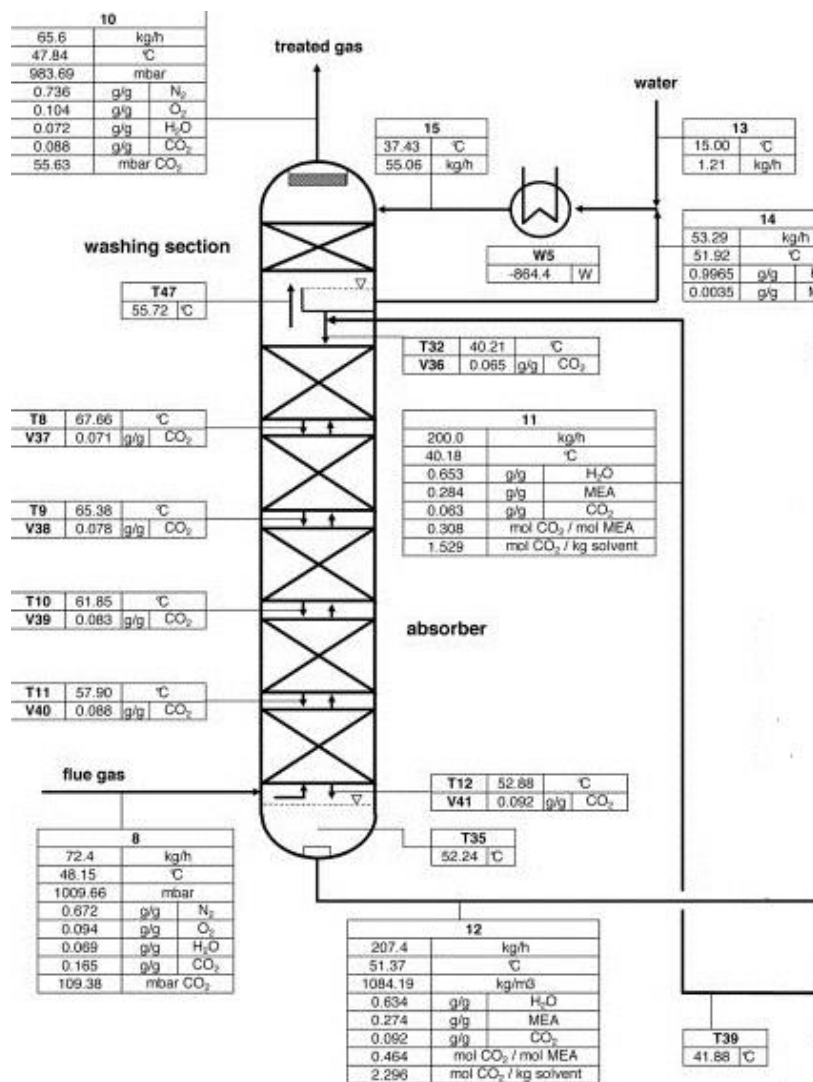 10
65.6 kg/h
47.84 °C
983.69 mbar
0.736 g/g N₂
0.104 g/g O₂
0.072 g/g H₂O
0.088 g/g CO₂
55.63 mbar CO₂
treated gas
water
15
37.43 °C
55.06 kg/h
13
15.00 °C
1.21 kg/h
14
53.29 kg/h
51.92 °C
0.9965 g/g
0.0035 g/g
W5
-864.4 W
washing section
T47
55.72 °C
T32 40.21 °C
V36 0.065 g/g CO₂
T8 67.66 °C
V37 0.071 g/g CO₂
11
200.0 kg/h
40.18 °C
0.653 g/g H₂O
0.284 g/g MEA
0.063 g/g CO₂
0.308 mol CO₂ / mol MEA
1.529 mol CO₂ / kg solvent
T9 65.38 °C
V38 0.078 g/g CO₂
T10 61.85 °C
V39 0.083 g/g CO₂
absorber
T11 57.90 °C
V40 0.088 g/g CO₂
flue gas
T12 52.88 °C
V41 0.092 g/g CO₂
T35
52.24 °C
8
72.4 kg/h
48.15 °C
1009.66 mbar
0.672 g/g N₂
0.094 g/g O₂
0.069 g/g H₂O
0.165 g/g CO₂
109.38 mbar CO₂
12
207.4 kg/h
51.37 °C
1084.19 kg/m3
0.634 g/g H₂O
0.274 g/g MEA
0.092 g/g CO₂
0.464 mol CO₂ / mol MEA
2.296 mol CO₂ / kg solvent
T39
41.88 °C